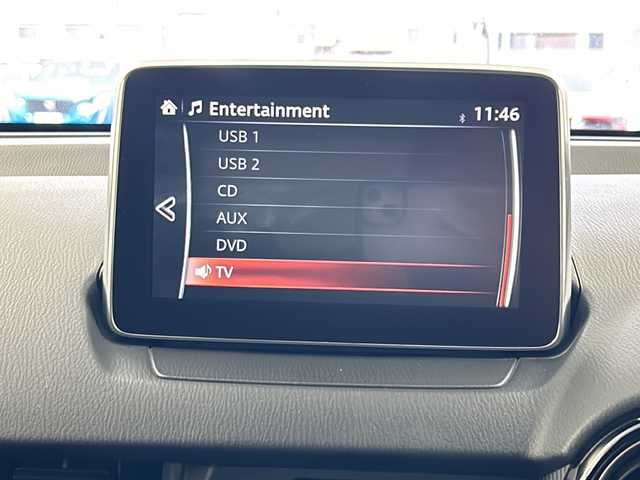 Entertainment 11:46
USB 1
USB 2
CD
AUX
DVD
TV